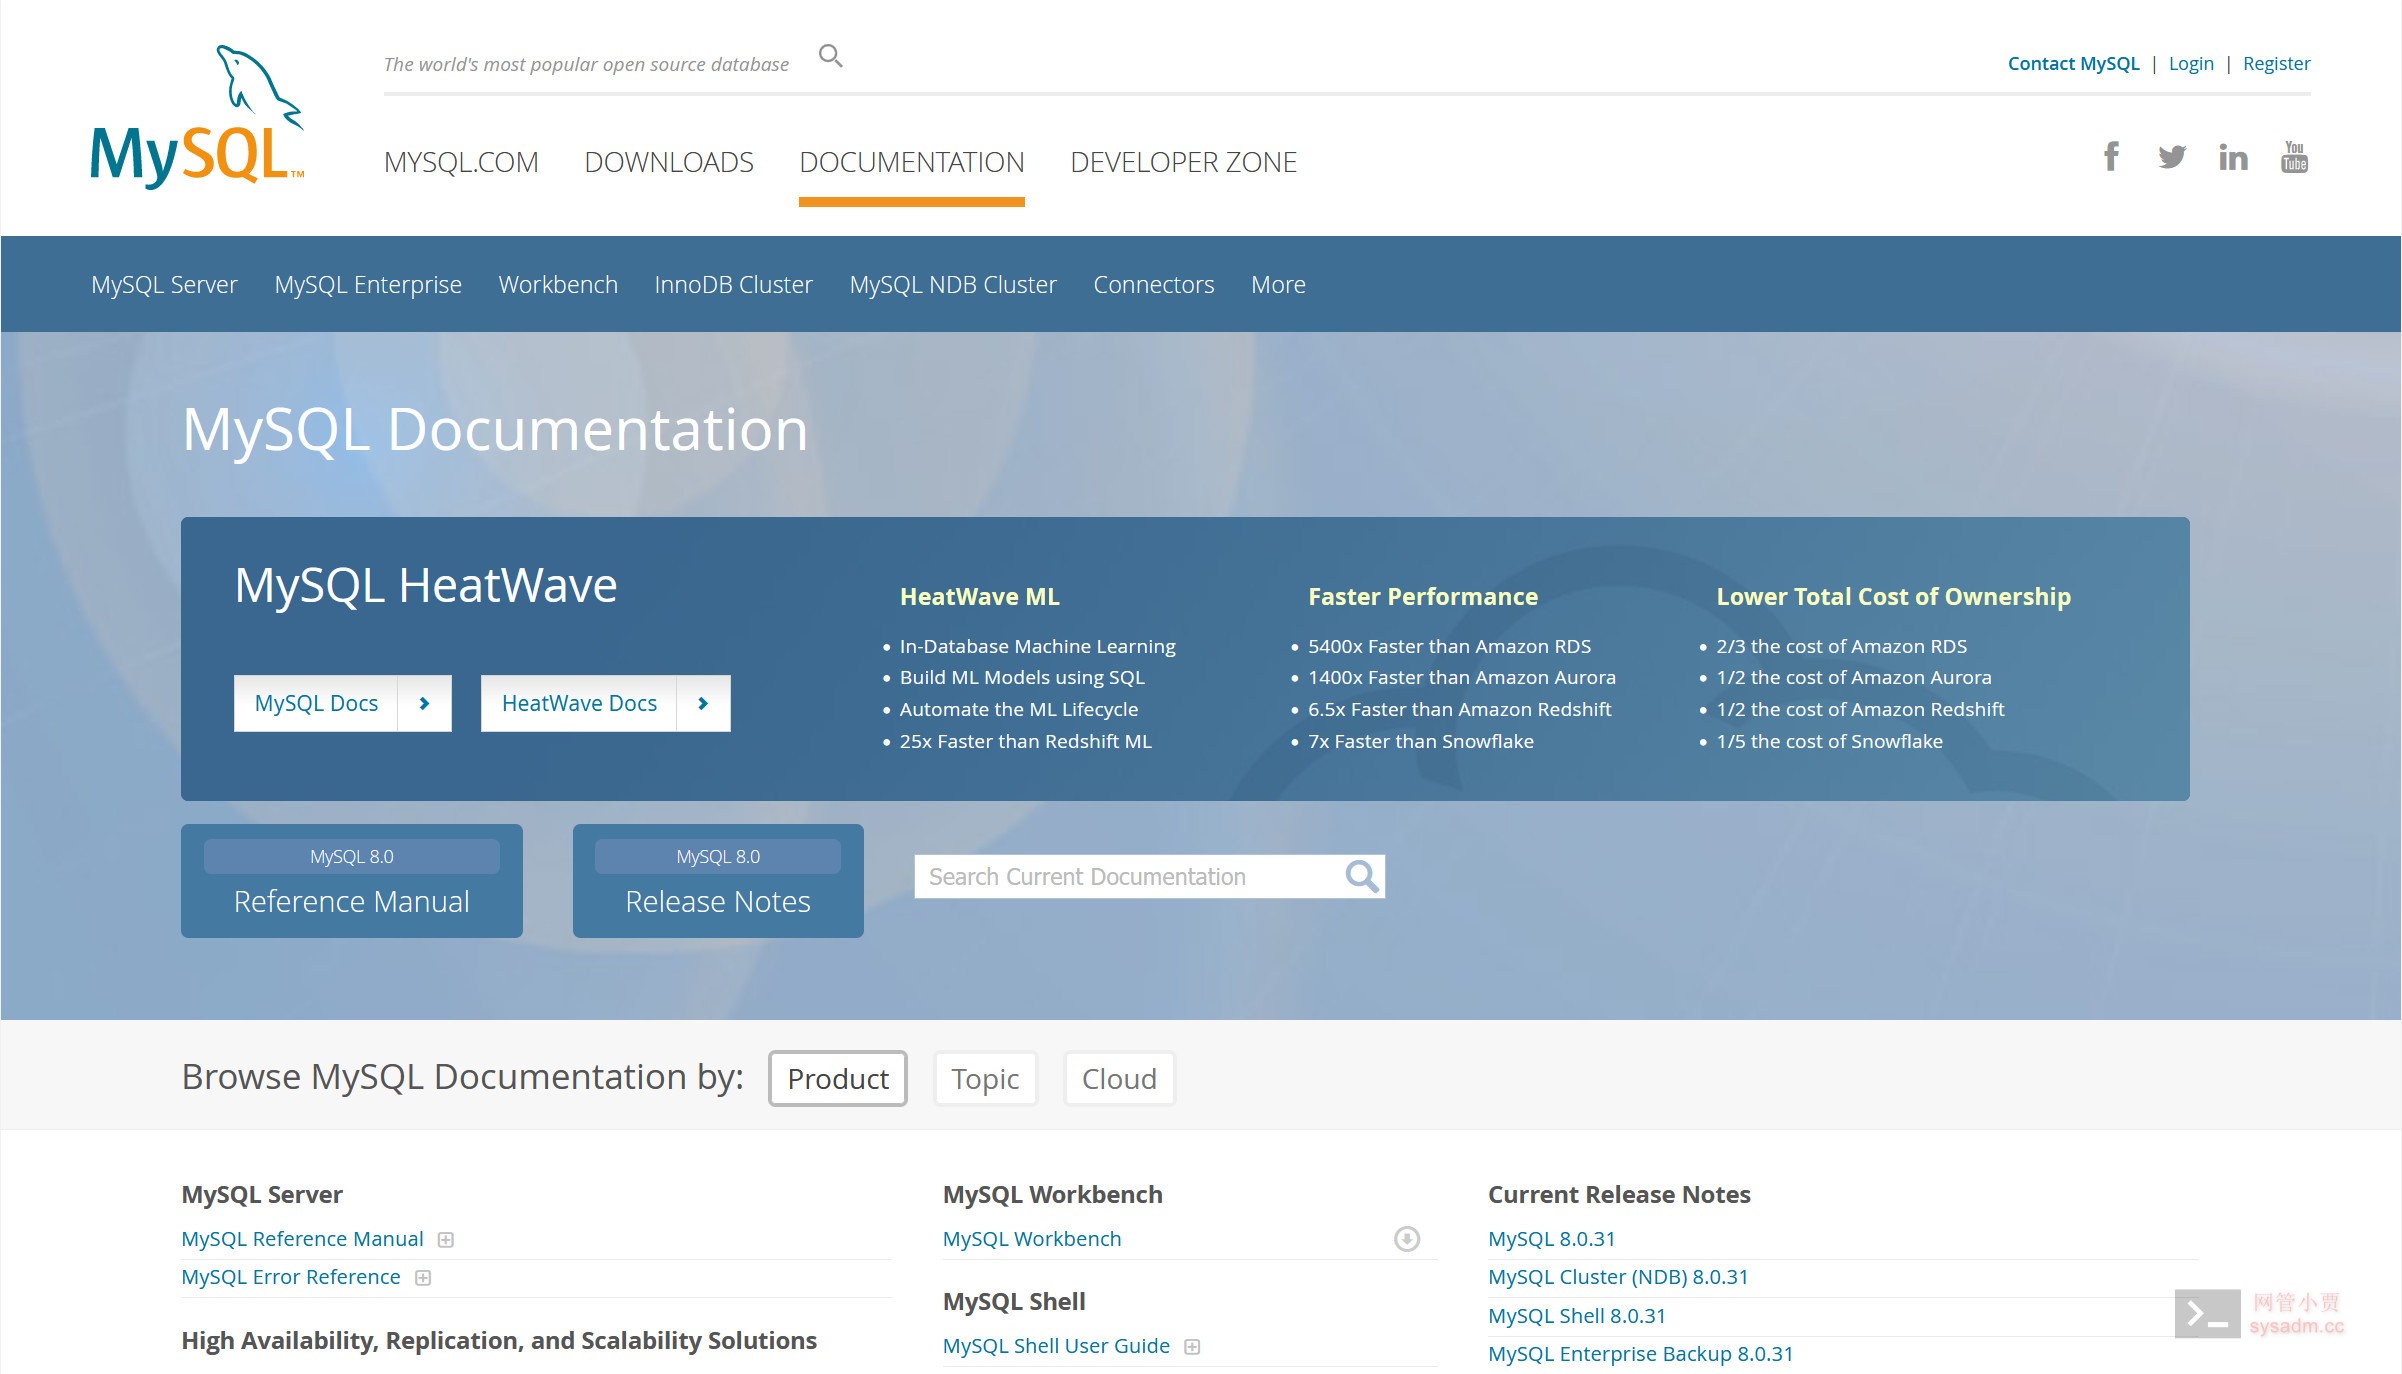 The world's most popular open source database
Contact MySQL | Login | Register
MySQL™
MYSQL.COM DOWNLOADS DOCUMENTATION DEVELOPER ZONE
You Tube
MySQL Server MySQL Enterprise Workbench InnoDB Cluster MySQL NDB Cluster Connectors More
MySQL Documentation
MySQL HeatWave
MySQL Docs
HeatWave Docs
HeatWave ML
In-Database Machine Learning
Build ML Models using SQL
Automate the ML Lifecycle
25x Faster than Redshift ML
Faster Performance
5400x Faster than Amazon RDS
1400x Faster than Amazon Aurora
6.5x Faster than Amazon Redshift
7x Faster than Snowflake
Lower Total Cost of Ownership
2/3 the cost of Amazon RDS
1/2 the cost of Amazon Aurora
1/2 the cost of Amazon Redshift
1/5 the cost of Snowflake
MySQL 8.0
Reference Manual
MySQL 8.0
Release Notes
Search Current Documentation
Browse MySQL Documentation by: Product Topic Cloud
MySQL Server
MySQL Reference Manual
MySQL Error Reference
High Availability, Replication, and Scalability Solutions
MySQL Workbench
MySQL Workbench
MySQL Shell
MySQL Shell User Guide
Current Release Notes
MySQL 8.0.31
MySQL Cluster (NDB) 8.0.31
MySQL Shell 8.0.31
MySQL Enterprise Backup 8.0.31
网管小贾
sysadm.cc